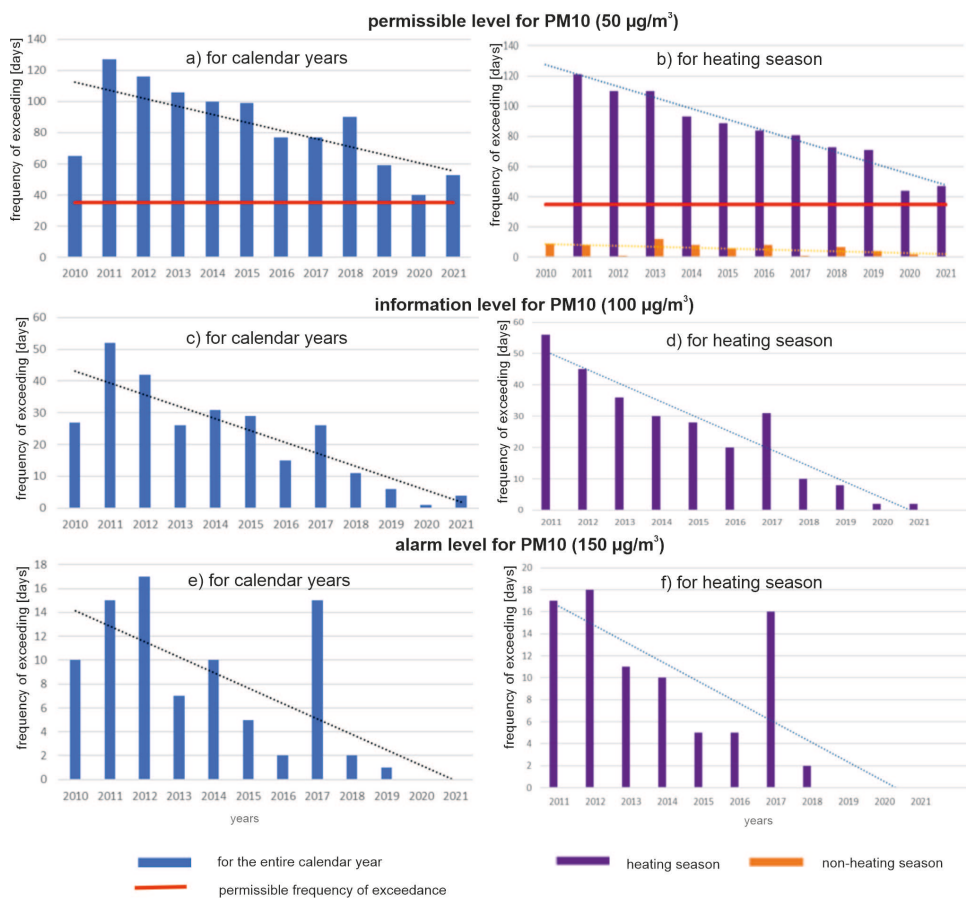 permissible level for PM10 (50 µg/m³)
a) for calendar years
frequency of exceeding [days]
140
120
100
80
60
40
20
0
2010 2011 2012 2013 2014 2015 2016 2017 2018 2019 2020 2021
b) for heating season
frequency of exceeding [days]
140
120
100
80
60
40
20
0
2010 2011 2012 2013 2014 2015 2016 2017 2018 2019 2020 2021
information level for PM10 (100 µg/m³)
c) for calendar years
frequency of exceeding [days]
60
50
40
30
20
10
0
2010 2011 2012 2013 2014 2015 2016 2017 2018 2019 2020 2021
d) for heating season
frequency of exceeding [days]
60
50
40
30
20
10
0
2011 2012 2013 2014 2015 2016 2017 2018 2019 2020 2021
alarm level for PM10 (150 µg/m³)
e) for calendar years
frequency of exceeding [days]
18
16
14
12
10
8
6
4
2
0
2010 2011 2012 2013 2014 2015 2016 2017 2018 2019 2020 2021
years
f) for heating season
frequency of exceeding [days]
20
18
16
14
12
10
8
6
4
2
0
2011 2012 2013 2014 2015 2016 2017 2018 2019 2020 2021
years
for the entire calendar year
permissible frequency of exceedance
heating season
non-heating season